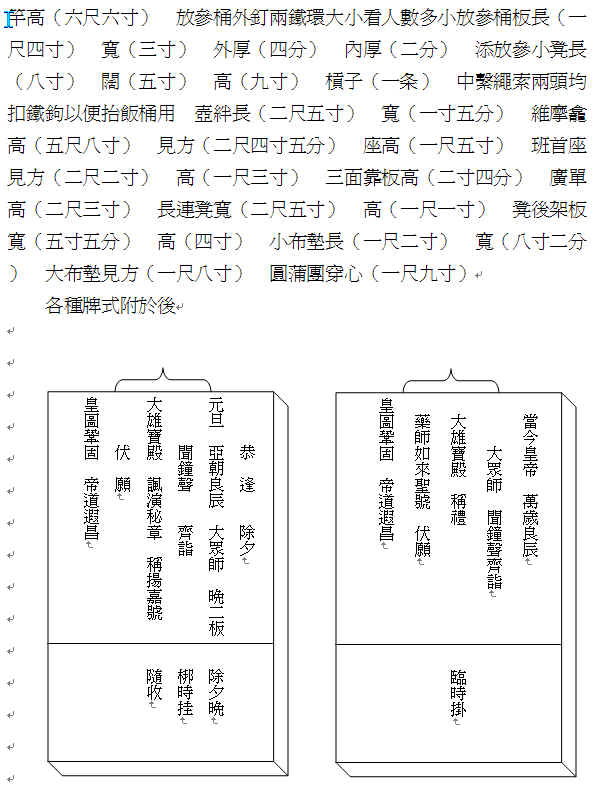 竿高（六尺六寸）　放參桶外釘兩鐵環大小看人數多小放參桶板長（一
尺四寸）　寬（三寸）　外厚（四分）　內厚（二分）　添放參小凳長
（八寸）　闊（五寸）　高（九寸）　槓子（一条）　中繫繩索兩頭均
扣鐵鉤以便抬飯桶用　壺絆長（二尺五寸）　寬（一寸五分）　維摩龕
高（五尺八寸）　見方（二尺四寸五分）　座高（一尺五寸）　班首座
見方（二尺二寸）　高（一尺三寸）　三面靠板高（二寸四分）　廣單
高（二尺三寸）　長連凳寬（二尺五寸）　高（一尺一寸）　凳後架板
寬（五寸五分）　高（四寸）　小布墊長（一尺二寸）　寬（八寸二分
）　大布墊見方（一尺八寸）　圓蒲團穿心（一尺九寸）
各種牌式附於後
當今皇帝　萬歲良辰
大眾師　聞鐘聲齊詣
大雄寶殿　稱禮
藥師如來聖號　伏願
皇圖鞏固　帝道遐昌
臨時掛
恭逢　除夕
元旦　亞朝良辰　大眾師　晚二板
聞鐘聲　齊詣
大雄寶殿　諷演秘章　稱揚嘉號
伏願
皇圖鞏固　帝道遐昌
除夕晚
梆時挂
隨收